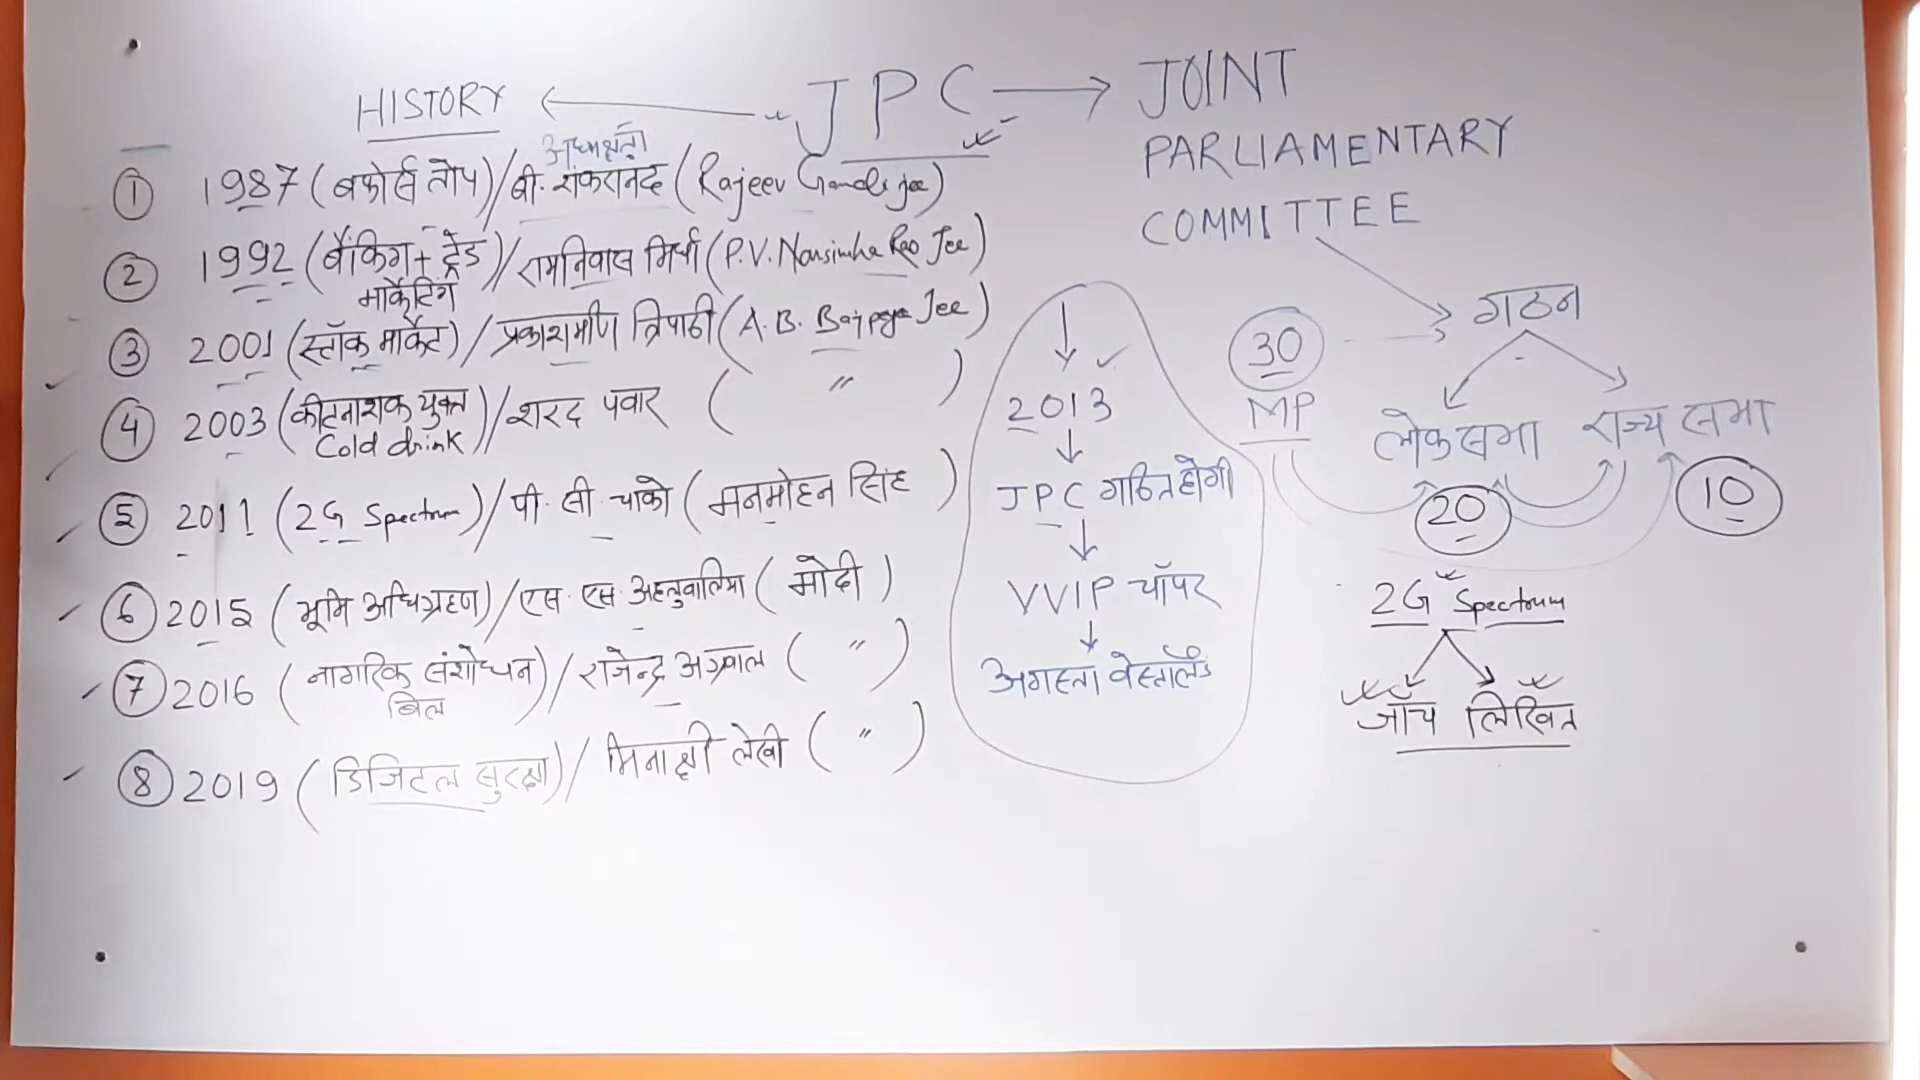 HISTORY ← JPC → JOINT
PARLIAMENTARY
COMMITTEE
अध्यक्षता
① 1987 (बफोर्स तोप) / बी. शंकरानंद (Rajeev Gandhi jee)
② 1992 (बैंकिग + ट्रेड / रामनिवास मिर्धा (P.V. Narsimha Rao Jee)
मार्केटिंग
③ 2001 (स्टॉक मार्केट) / प्रकाशमणि त्रिपाठी (A. B. Bajpye Jee)
④ 2003 (कीटनाशक युक्त / शरद पवार (〃 )
Cold drink)
⑤ 2011 (2G Spectrum) / पी. सी. चाको (मनमोहन सिंह)
⑥ 2015 (भूमि अधिग्रहण) / एस. एस. अहलुवालिया (मोदी)
⑦ 2016 (नागरिक संशोधन / राजेन्द्र अग्रवाल ( 〃 )
बिल)
⑧ 2019 (डिजिटल सुरक्षा) / मिनाक्षी लेखी ( 〃 )
2013
JPC गठित होगी
VVIP चॉपर
अगस्ता वेस्तालैंड
गठन
30
MP
लोकसभा राज्य सभा
20 10
2G Spectrum
जाँच लिखित